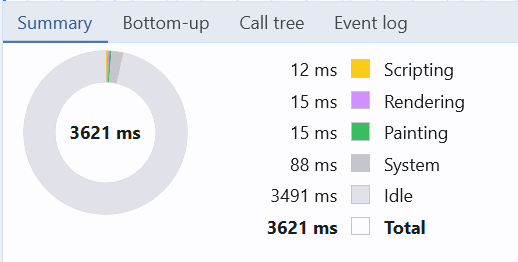 Summary Bottom-up Call tree Event log
12 ms Scripting
15 ms Rendering
3621 ms 15 ms Painting
88 ms System
3491 ms Idle
3621 ms Total